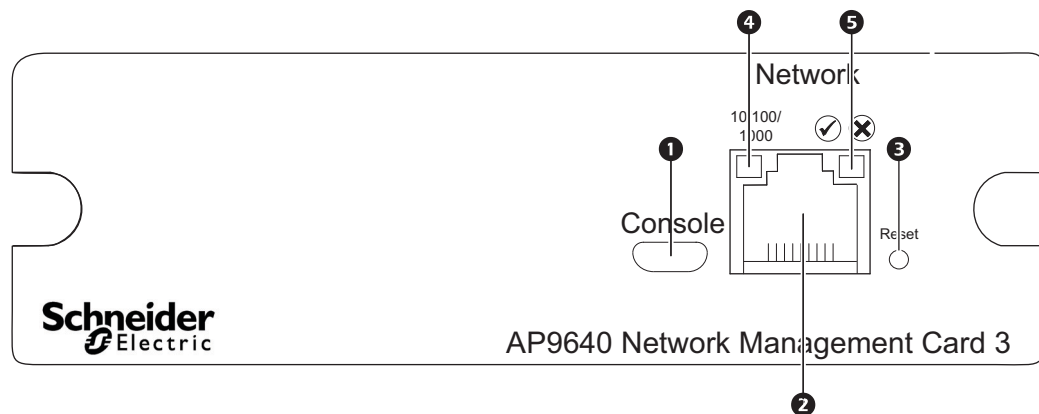 4 5
Network
10/100/
1000
1
3
Console
Reset
Schneider
Electric
AP9640 Network Management Card 3
2